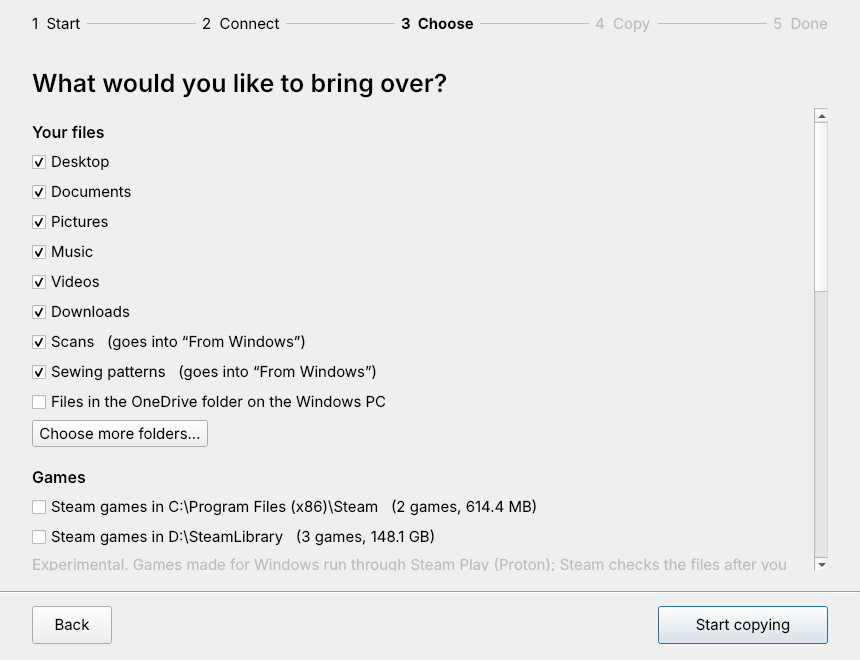 1 Start 2 Connect 3 Choose 4 Copy 5 Done
What would you like to bring over?
Your files
Desktop
Documents
Pictures
Music
Videos
Downloads
Scans (goes into “From Windows”)
Sewing patterns (goes into “From Windows”)
Files in the OneDrive folder on the Windows PC
Choose more folders...
Games
Steam games in C:\Program Files (x86)\Steam (2 games, 614.4 MB)
Steam games in D:\SteamLibrary (3 games, 148.1 GB)
Experimental. Games made for Windows run through Steam Play (Proton); Steam checks the files after you
Back Start copying